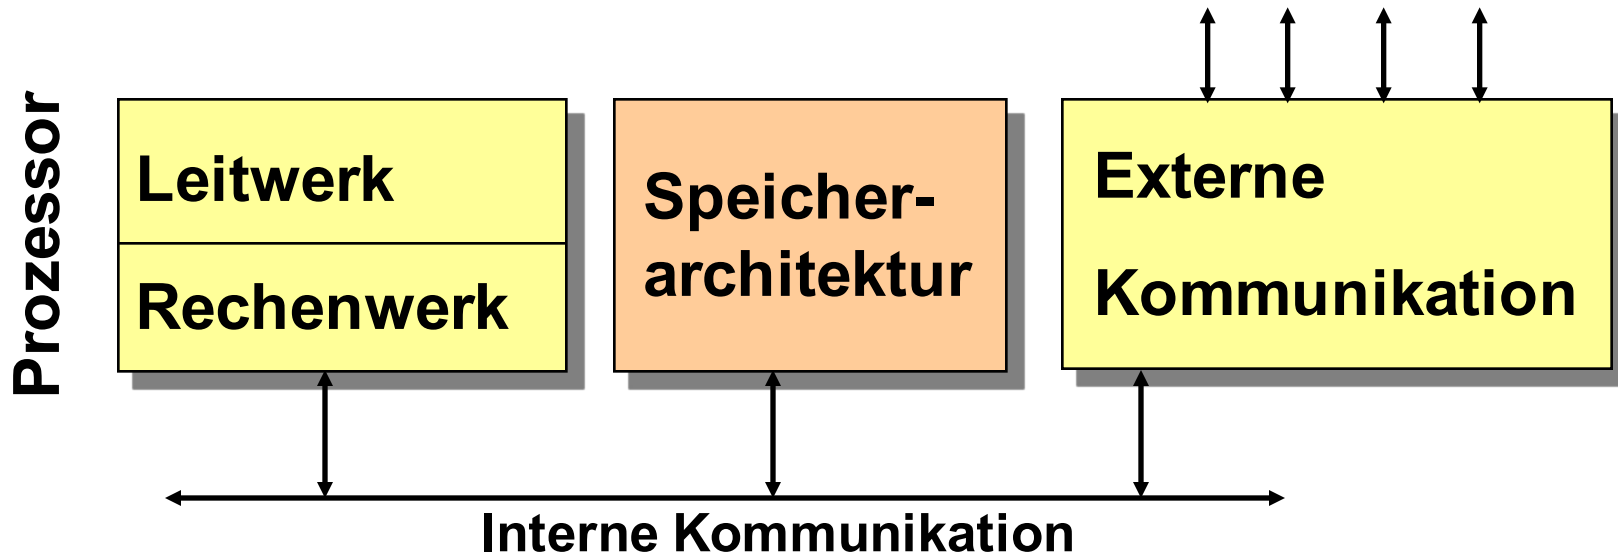 Prozessor
Leitwerk
Rechenwerk
Speicher-
architektur
Externe
Kommunikation
Interne Kommunikation